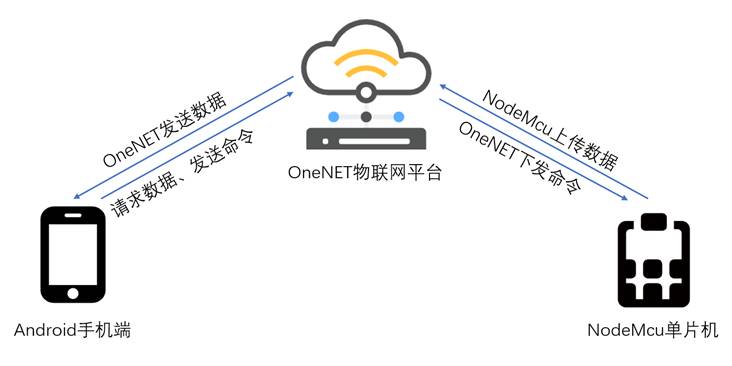 OneNET发送数据
请求数据、发送命令
OneNET物联网平台
NodeMcu上传数据
OneNET下发命令
Android手机端
NodeMcu单片机